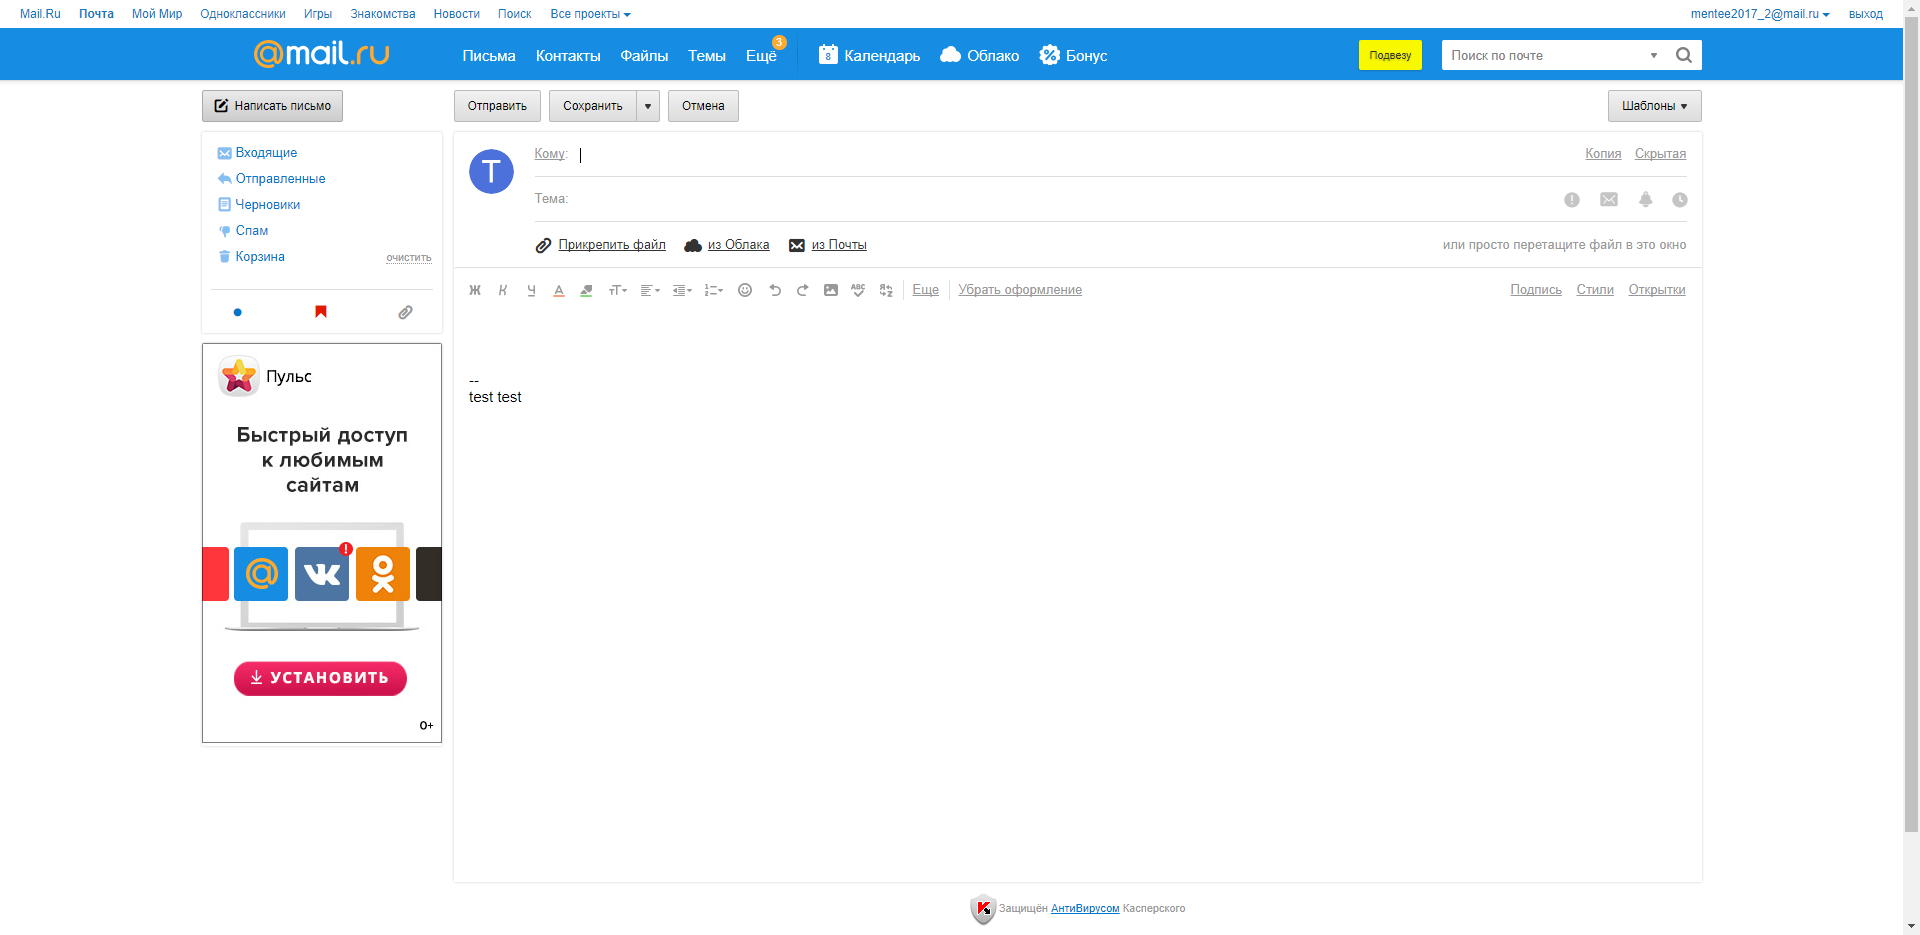 Mail.Ru Почта Мой Мир Одноклассники Игры Знакомства Новости Поиск Все проекты mentee2017_2@mail.ru выход
@mail.ru Письма Контакты Файлы Темы Ещё 3 8 Календарь Облако Бонус Подвезу Поиск по почте
Написать письмо Отправить Сохранить Отмена Шаблоны
Входящие
Отправленные
Черновики
Спам
Корзина очистить
T Кому: Копия Скрытая
Тема:
Прикрепить файл из Облака из Почты или просто перетащите файл в это окно
Ж К Ч А тТ Еще Убрать оформление Подпись Стили Открытки
--
test test
Пульс
Быстрый доступ
к любимым
сайтам
УСТАНОВИТЬ
0+
Защищён АнтиВирусом Касперского